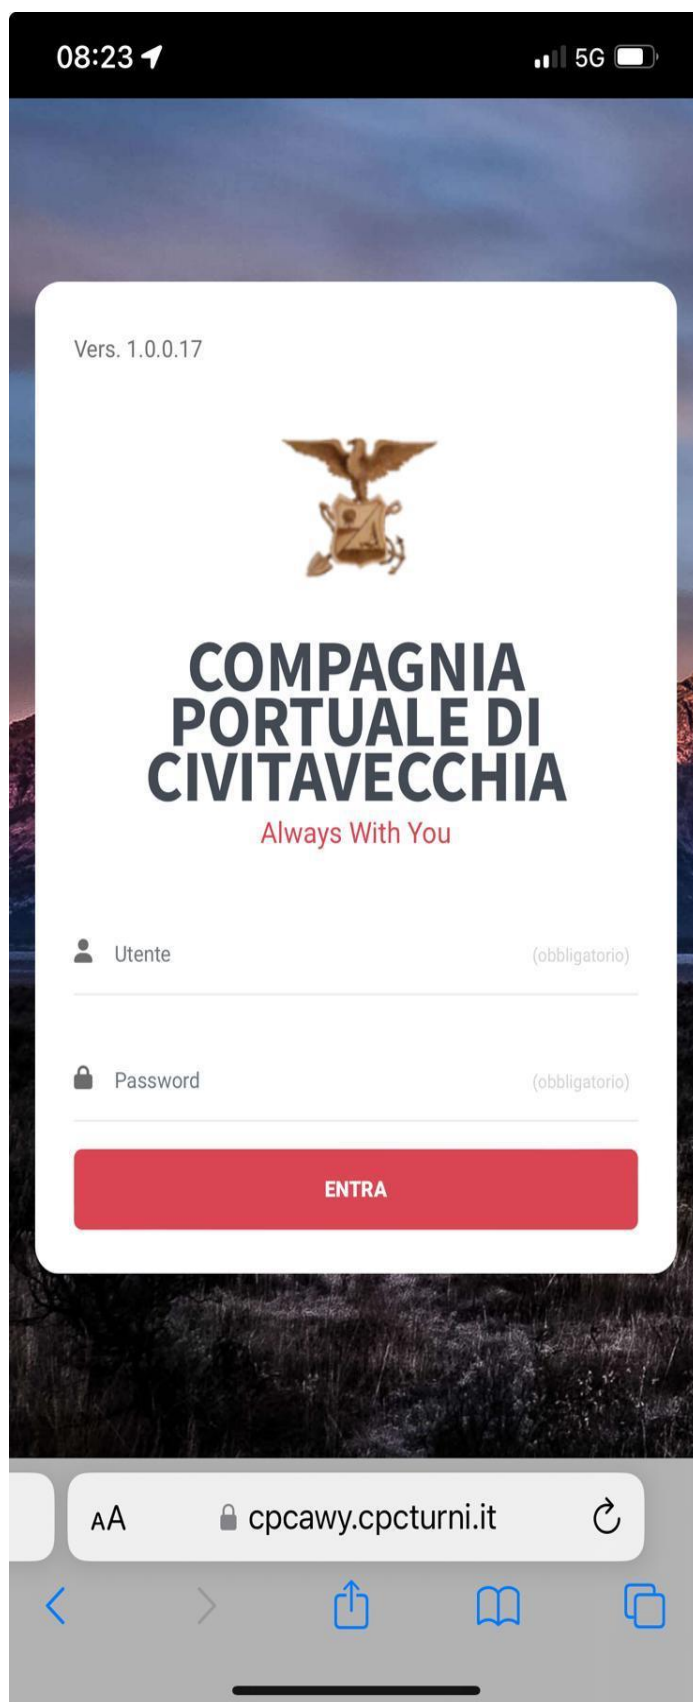 08:23 5G
Vers. 1.0.0.17
COMPAGNIA
PORTUALE DI
CIVITAVECCHIA
Always With You
Utente (obbligatorio)
Password (obbligatorio)
ENTRA
AA cpcawy.cpcturni.it